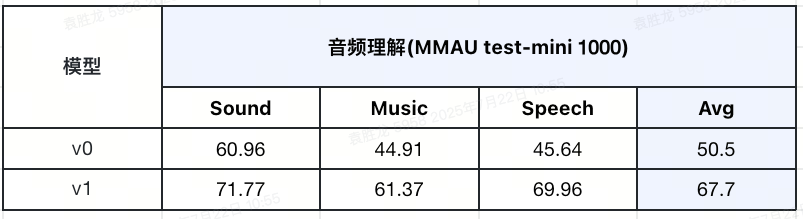 模型
音频理解(MMAU test-mini 1000)
Sound Music Speech Avg
v0 60.96 44.91 45.64 50.5
v1 71.77 61.37 69.96 67.7